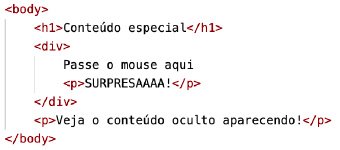 <body>
<h1>Conteúdo especial</h1>
<div>
Passe o mouse aqui
<p>SURPRESAAAA!</p>
</div>
<p>Veja o conteúdo oculto aparecendo!</p>
</body>